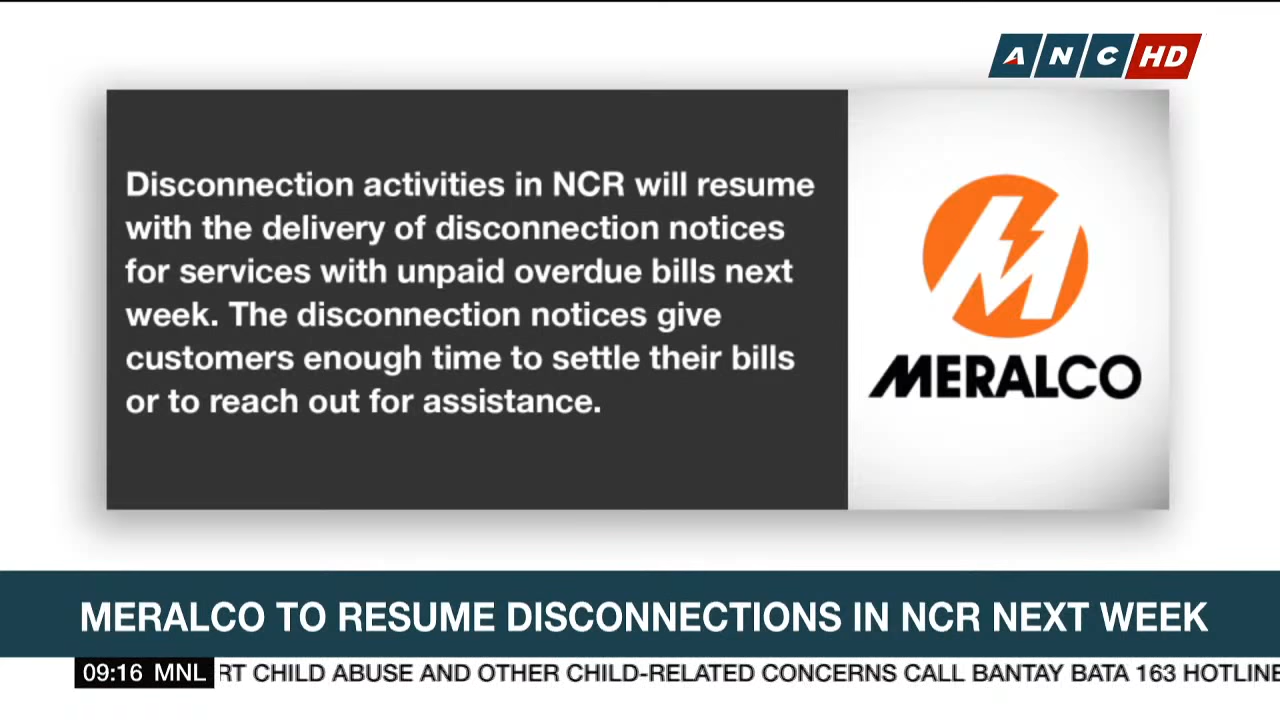 ANC HD
Disconnection activities in NCR will resume
with the delivery of disconnection notices
for services with unpaid overdue bills next
week. The disconnection notices give
customers enough time to settle their bills
or to reach out for assistance.
MERALCO
MERALCO TO RESUME DISCONNECTIONS IN NCR NEXT WEEK
09:16 MNL RT CHILD ABUSE AND OTHER CHILD-RELATED CONCERNS CALL BANTAY BATA 163 HOTLINE